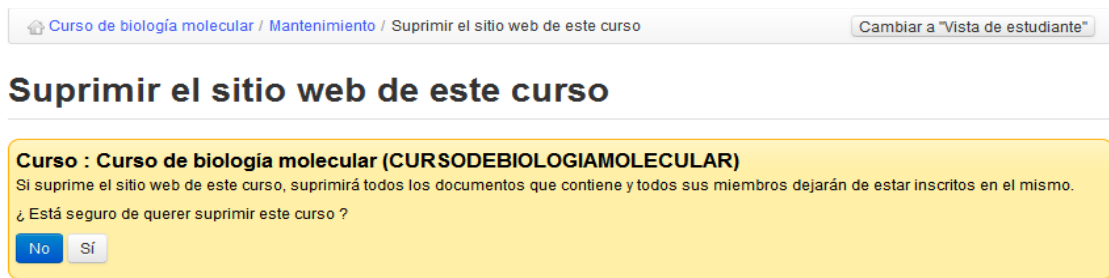 Curso de biología molecular / Mantenimiento / Suprimir el sitio web de este curso
Cambiar a "Vista de estudiante"
Suprimir el sitio web de este curso
Curso : Curso de biología molecular (CURSODEBIOLOGIAMOLECULAR)
Si suprime el sitio web de este curso, suprimirá todos los documentos que contiene y todos sus miembros dejarán de estar inscritos en el mismo.
¿ Está seguro de querer suprimir este curso ?
No Sí